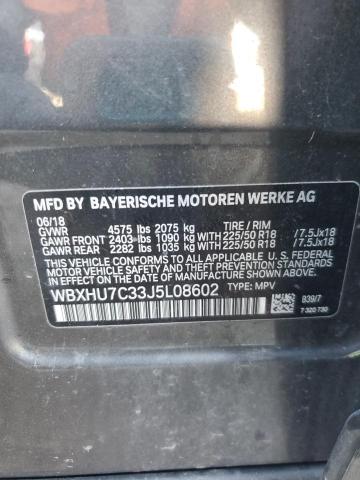 MFD BY BAYERISCHE MOTOREN WERKE AG
06/18
GVWR 4575 lbs 2075 kg TIRE / RIM
GAWR FRONT 2403 lbs 1090 kg WITH 225/50 R18 /7.5Jx18
GAWR REAR 2282 lbs 1035 kg WITH 225/50 R18 /7.5Jx18
THIS VEHICLE CONFORMS TO ALL APPLICABLE U. S. FEDERAL
MOTOR VEHICLE SAFETY, BUMPER, AND THEFT PREVENTION STANDARDS
IN EFFECT ON THE DATE OF MANUFACTURE SHOWN ABOVE.
WBXHU7C33J5L08602 TYPE: MPV
B39/7
7 320 730